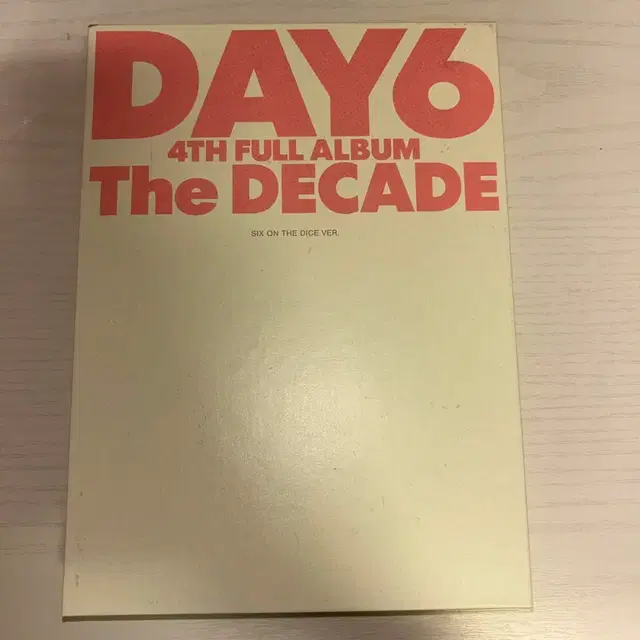 DAY6
4TH FULL ALBUM
The DECADE
SIX ON THE DICE VER.